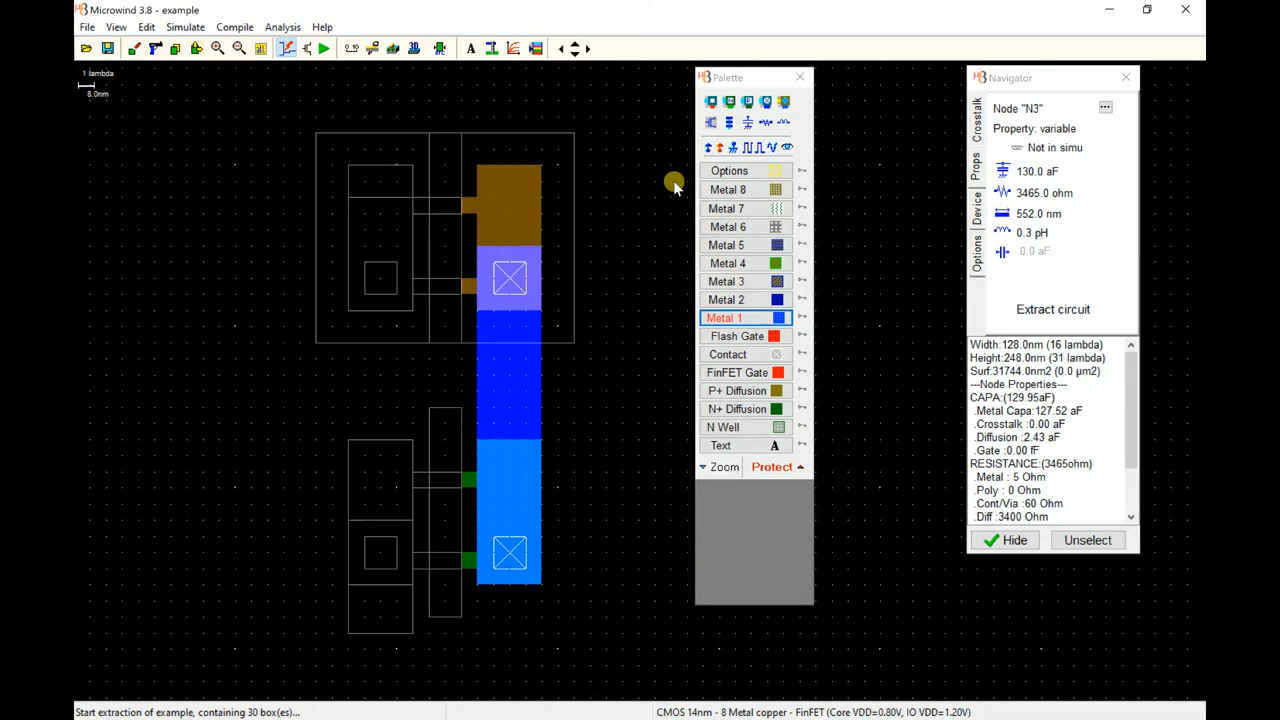 Microwind 3.8 - example
File View Edit Simulate Compile Analysis Help
1 lambda
8.0nm
Palette
Options
Metal 8
Metal 7
Metal 6
Metal 5
Metal 4
Metal 3
Metal 2
Metal 1
Flash Gate
Contact
FinFET Gate
P+ Diffusion
N+ Diffusion
N Well
Text A
Zoom Protect
Navigator
Crosstalk
Props
Device
Options
Node "N3"
Property: variable
Not in simu
130.0 aF
3465.0 ohm
552.0 nm
0.3 pH
0.0 aF
Extract circuit
Width:128.0nm (16 lambda)
Height:248.0nm (31 lambda)
Surf:31744.0nm2 (0.0 µm2)
---Node Properties---
CAPA:(129.95aF)
.Metal Capa:127.52 aF
.Crosstalk :0.00 aF
.Diffusion :2.43 aF
.Gate :0.00 fF
RESISTANCE:(3465ohm)
.Metal : 5 Ohm
.Poly : 0 Ohm
.Cont/Via:60 Ohm
.Diff :3400 Ohm
Hide Unselect
Start extraction of example, containing 30 box(es)...
CMOS 14nm - 8 Metal copper - FinFET (Core VDD=0.80V, IO VDD=1.20V)